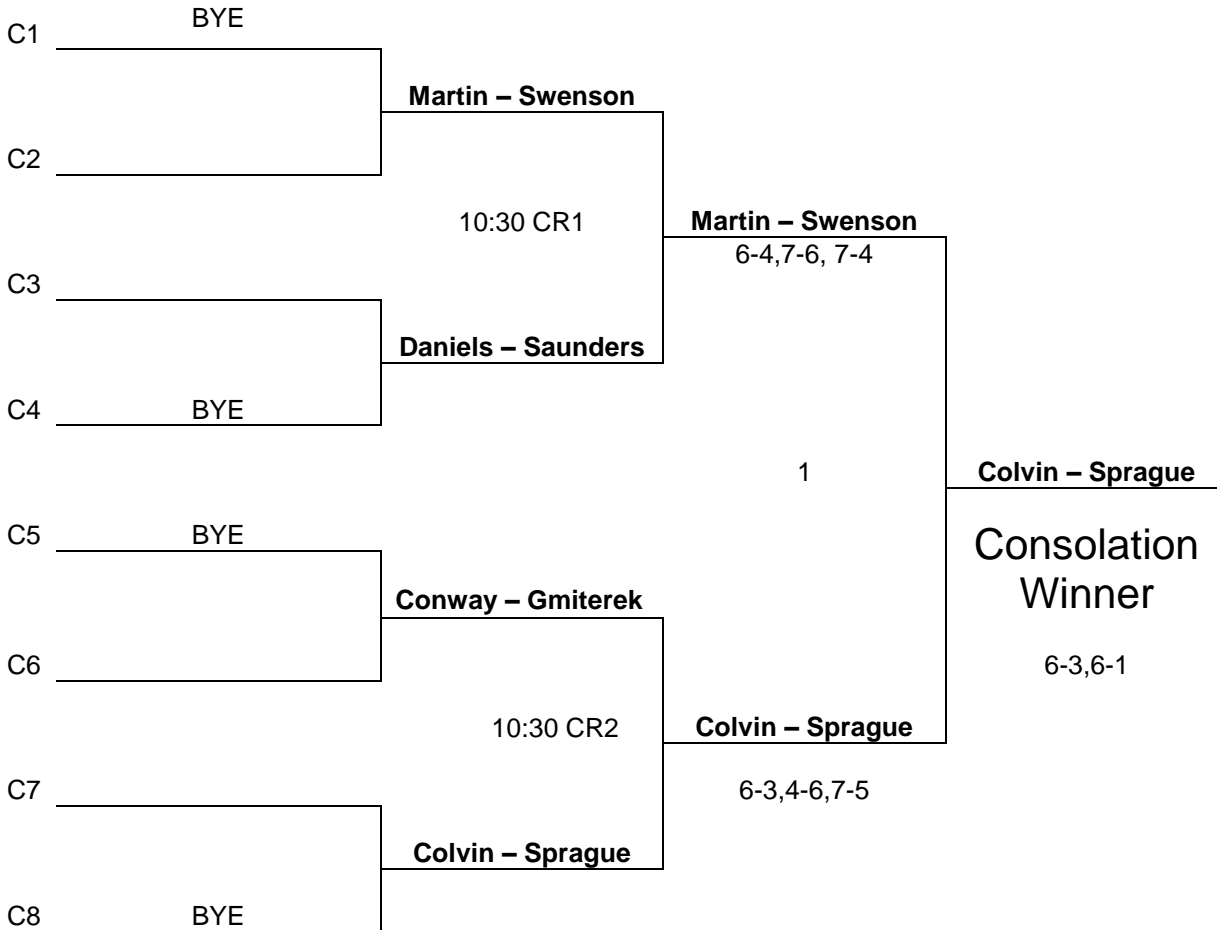 C1 BYE
Martin – Swenson
C2
10:30 CR1
Martin – Swenson
6-4,7-6, 7-4
C3
Daniels – Saunders
C4 BYE
1
Colvin – Sprague
C5 BYE
Consolation
Winner
Conway – Gmiterek
C6
6-3,6-1
10:30 CR2
Colvin – Sprague
C7
6-3,4-6,7-5
Colvin – Sprague
C8 BYE